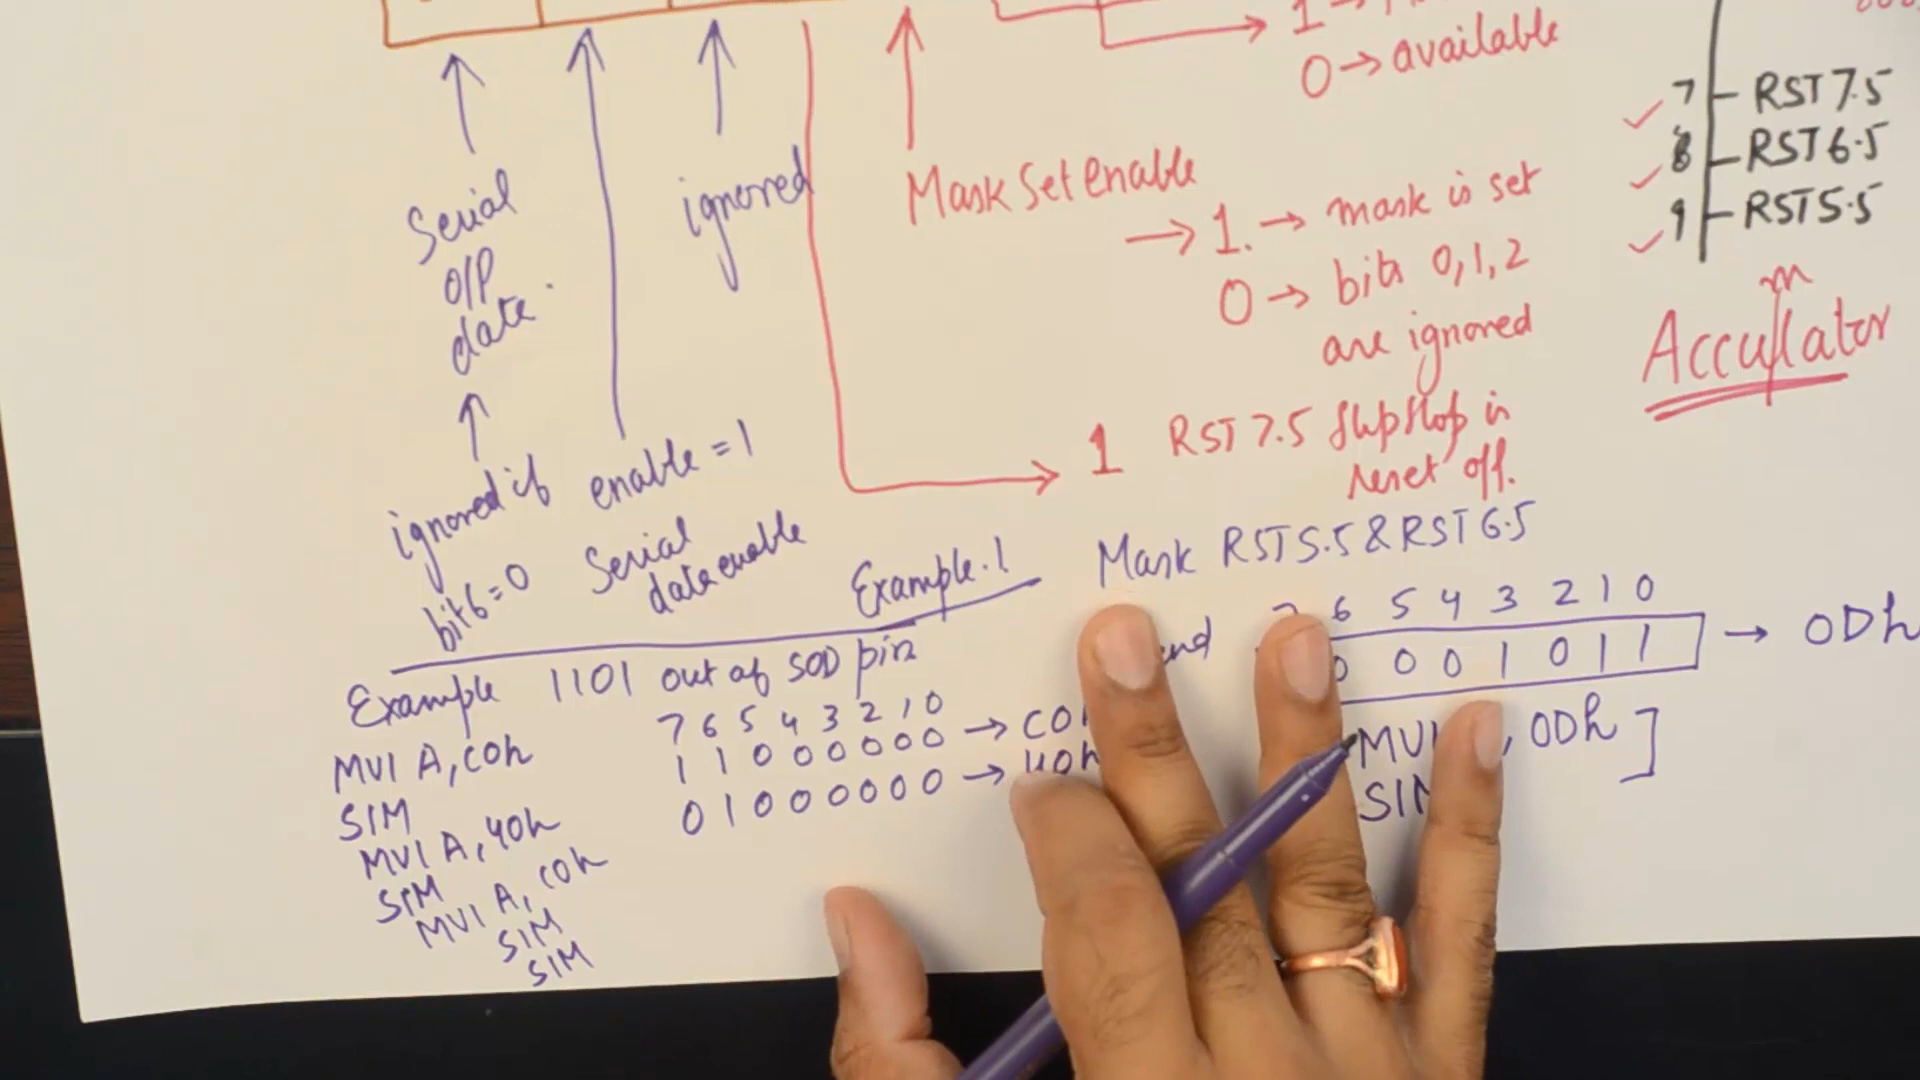 0 → available
7 - RST 7.5
8 - RST 6.5
9 - RST 5.5
Serial
O/P
date
ignored
Mask Set enable
→ 1. → mask is set
0 → bits 0,1,2
are ignored
m
Acculator
1 RST 7.5 flipflop is
reset off.
ignored if
bit 6 = 0
enable = 1
Serial
data enable
Example.1
Mask RST 5.5 & RST 6.5
6 5 4 3 2 1 0
0 0 0 1 0 1 1 → 0Dh
, 0Dh ]
Example 1101 out of SOD pin
7 6 5 4 3 2 1 0
1 1 0 0 0 0 0 0 →
0 1 0 0 0 0 0 0 → 40h
MVI A, C0h
SIM
MVI A, 40h
SIM
MVI A, C0h
SIM
SIM